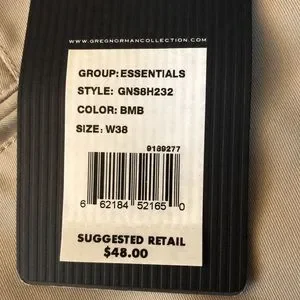 WWW.GREGNORMANCOLLECTION.COM
GROUP: ESSENTIALS
STYLE: GNS8H232
COLOR: BMB
SIZE: W38
9189277
6 62184 52165 0
SUGGESTED RETAIL
$48.00